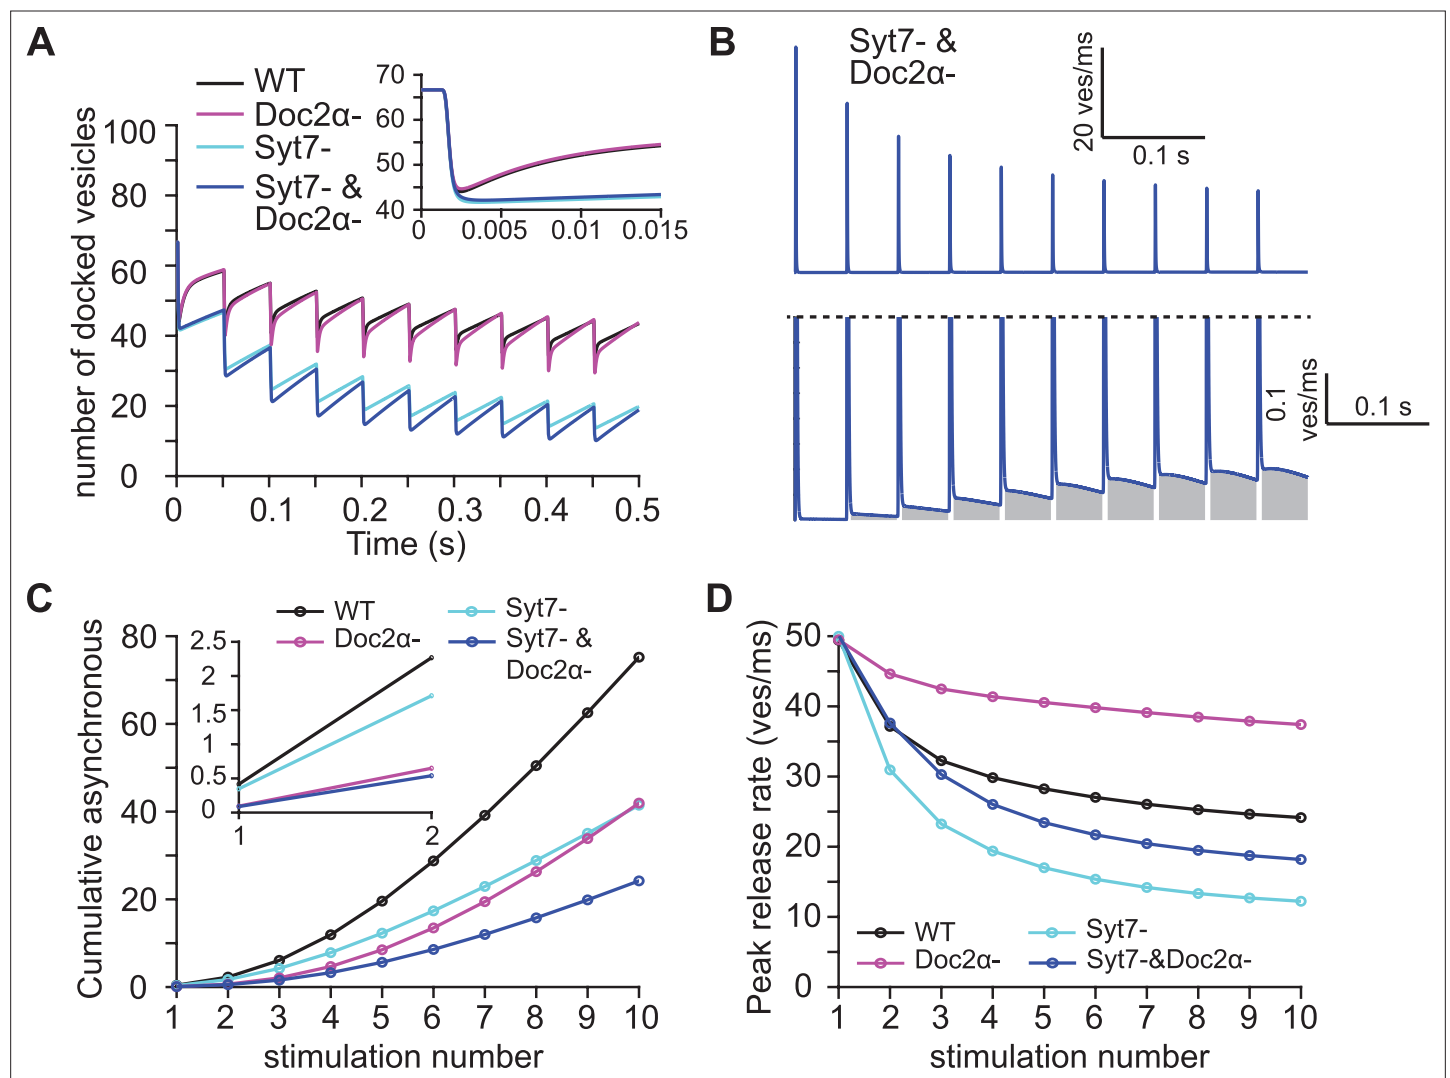 A
WT
Doc2α-
Syt7-
Syt7- &
Doc2α-
70
65
60
55
50
45
40
0
0.005
0.01
0.015
number of docked vesicles
100
80
60
40
20
0
0
0.1
0.2
0.3
0.4
0.5
Time (s)
B
Syt7- &
Doc2α-
20 ves/ms
0.1 s
0.1
ves/ms
0.1 s
C
WT
Doc2α-
Syt7-
Syt7- &
Doc2α-
2.5
2
1.5
1
0.5
0
1
2
Cumulative asynchronous
80
60
40
20
0
1 2 3 4 5 6 7 8 9 10
stimulation number
D
Peak release rate (ves/ms)
50
40
30
20
10
0
WT
Doc2α-
Syt7-
Syt7-&Doc2α-
1 2 3 4 5 6 7 8 9 10
stimulation number